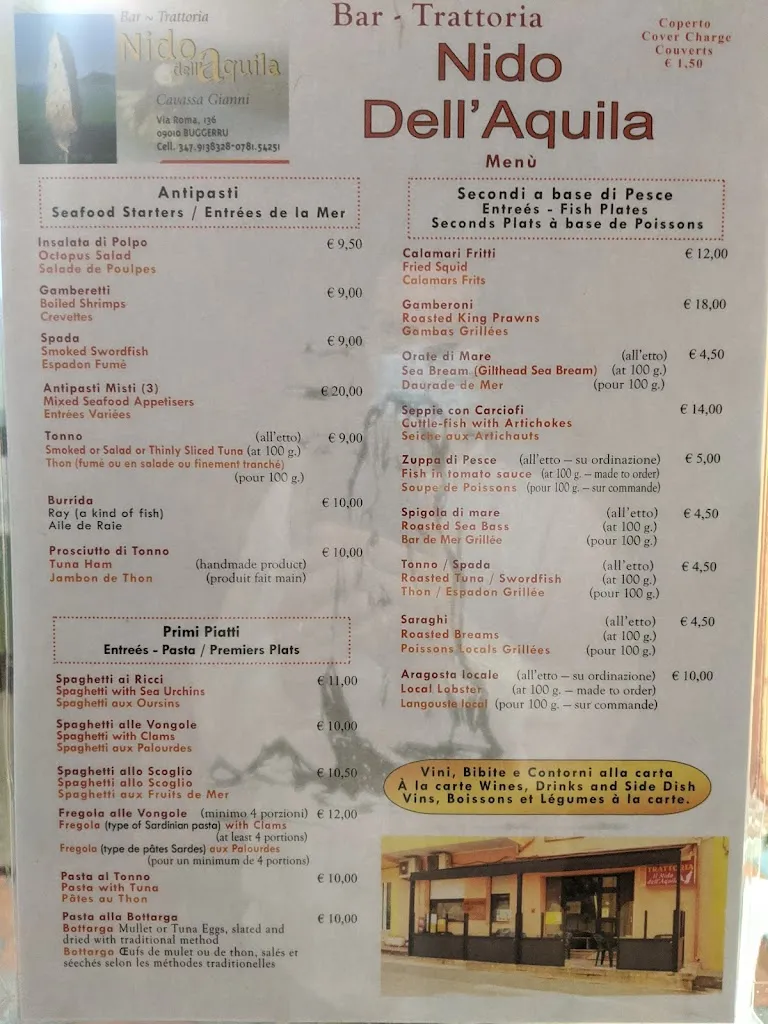 Bar ~ Trattoria
Nido
dell'aquila
Cavassa Gianni
Via Roma, 136
09010 BUGGERRU
Cell. 347.9138328-0781.54251
Bar - Trattoria
Nido
Dell'Aquila
Menù
Coperto
Cover Charge
Couverts
€ 1,50
Antipasti
Seafood Starters / Entrées de la Mer
Insalata di Polpo € 9,50
Octopus Salad
Salade de Poulpes
Gamberetti € 9,00
Boiled Shrimps
Crevettes
Spada € 9,00
Smoked Swordfish
Espadon Fumè
Antipasti Misti (3) € 20,00
Mixed Seafood Appetisers
Entrées Variées
Tonno (all'etto) € 9,00
Smoked or Salad or Thinly Sliced Tuna (at 100 g.)
Thon (fumé ou en salade ou finement tranché)
(pour 100 g.)
Burrida € 10,00
Ray (a kind of fish)
Aile de Raie
Prosciutto di Tonno € 10,00
Tuna Ham (handmade product)
Jambon de Thon (produit fait main)
Primi Piatti
Entreés - Pasta / Premiers Plats
Spaghetti ai Ricci € 11,00
Spaghetti with Sea Urchins
Spaghetti aux Oursins
Spaghetti alle Vongole € 10,00
Spaghetti with Clams
Spaghetti aux Palourdes
Spaghetti allo Scoglio € 10,50
Spaghetti allo Scoglio
Spaghetti aux Fruits de Mer
Fregola alle Vongole (minimo 4 porzioni) € 12,00
Fregola (type of Sardinian pasta) with Clams
(at least 4 portions)
Fregola (type de pâtes Sardes) aux Palourdes
(pour un minimum de 4 portions)
Pasta al Tonno € 10,00
Pasta with Tuna
Pâtes au Thon
Pasta alla Bottarga € 10,00
Bottarga Mullet or Tuna Eggs, slated and
dried with traditional method
Bottarga Œufs de mulet ou de thon, salés et
séechés selon les méthodes traditionelles
Secondi a base di Pesce
Entreés - Fish Plates
Seconds Plats à base de Poissons
Calamari Fritti € 12,00
Fried Squid
Calamars Frits
Gamberoni € 18,00
Roasted King Prawns
Gambas Grillées
Orate di Mare (all'etto) € 4,50
Sea Bream (Gilthead Sea Bream) (at 100 g.)
Daurade de Mer (pour 100 g.)
Seppie con Carciofi € 14,00
Cuttle-fish with Artichokes
Seiche aux Artichauts
Zuppa di Pesce (all'etto – su ordinazione) € 5,00
Fish in tomato sauce (at 100 g. – made to order)
Soupe de Poissons (pour 100 g. – sur commande)
Spigola di mare (all'etto) € 4,50
Roasted Sea Bass (at 100 g.)
Bar de Mer Grillée (pour 100 g.)
Tonno / Spada (all'etto) € 4,50
Roasted Tuna / Swordfish (at 100 g.)
Thon / Espadon Grillée (pour 100 g.)
Saraghi (all'etto) € 4,50
Roasted Breams (at 100 g.)
Poissons Locals Grillées (pour 100 g.)
Aragosta locale (all'etto – su ordinazione) € 10,00
Local Lobster (at 100 g. – made to order)
Langouste local (pour 100 g. – sur commande)
Vini, Bibite e Contorni alla carta
À la carte Wines, Drinks and Side Dish
Vins, Boissons et Légumes à la carte.
TRATTORIA
il Nido
dell'Aquila